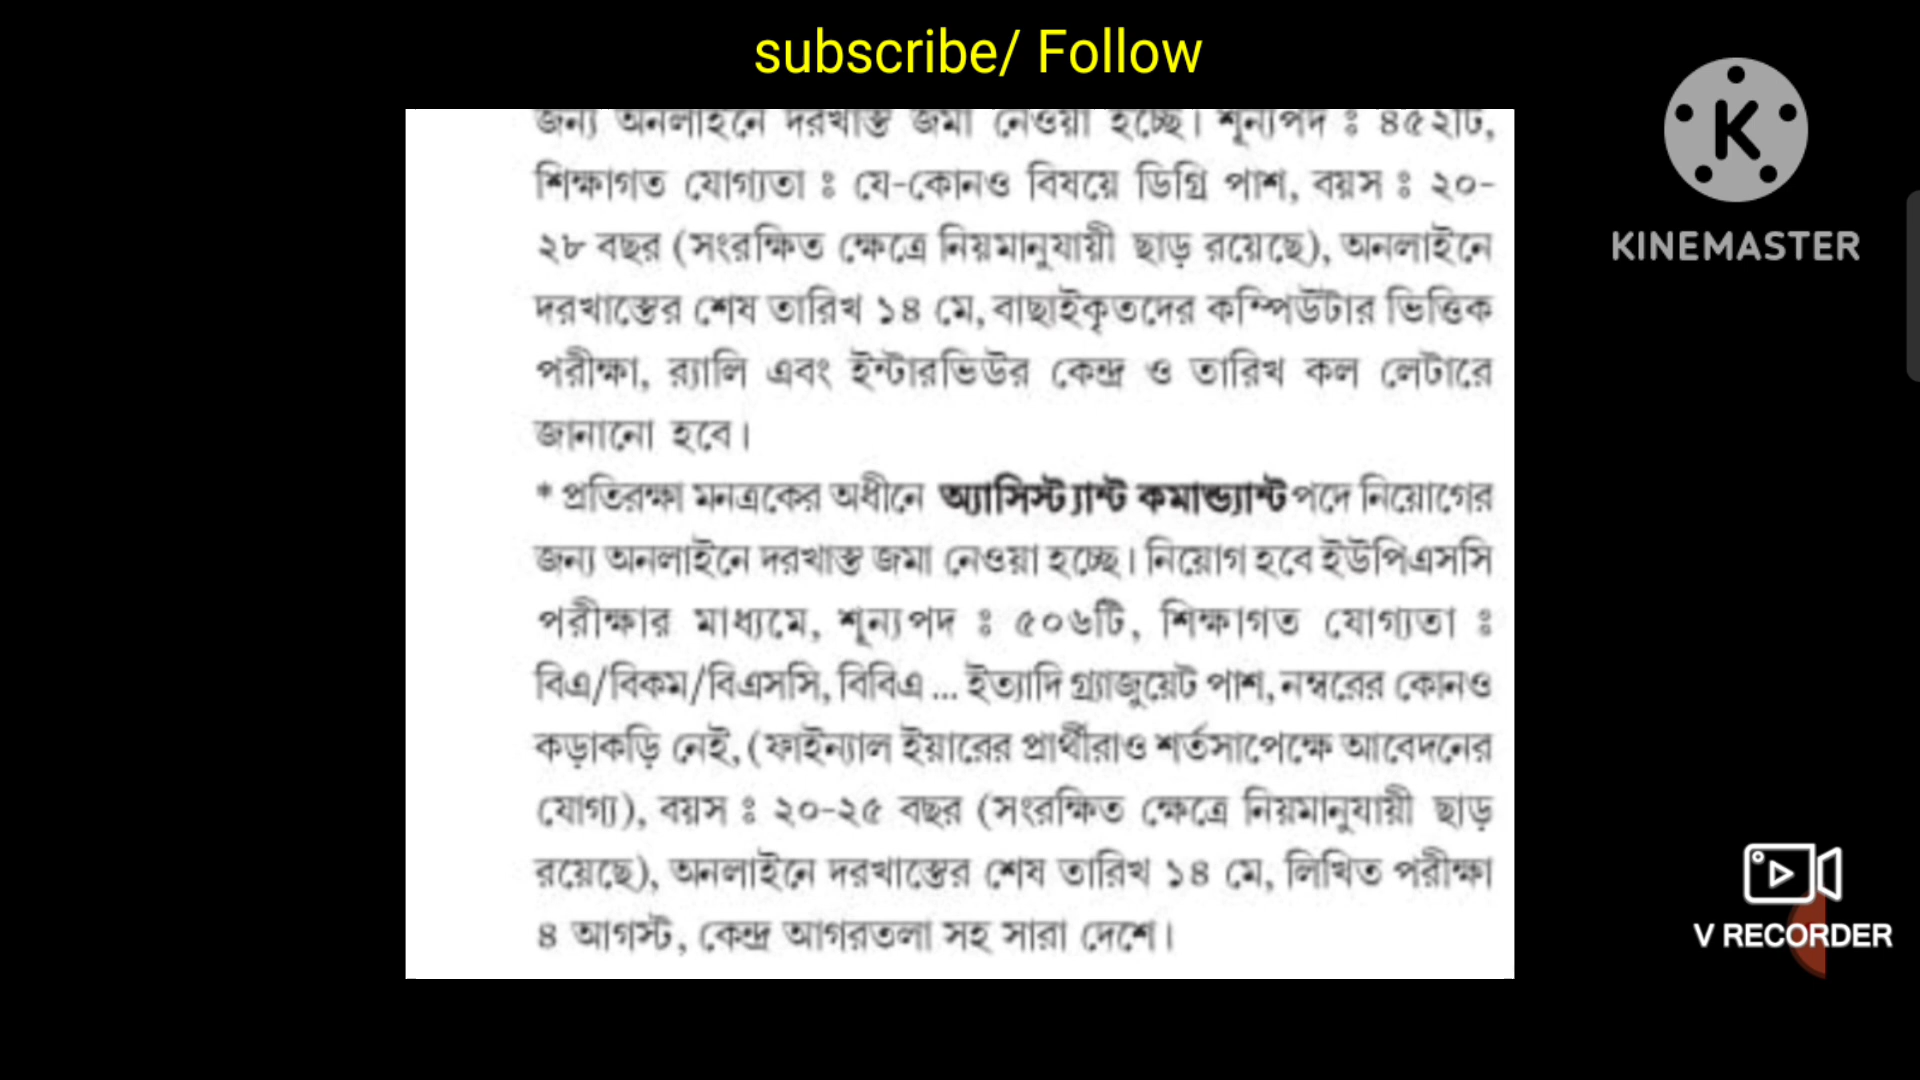 subscribe/ Follow
জন্য অনলাইনে দরখাস্ত জমা নেওয়া হচ্ছে। শূন্যপদ ঃ ৪৫২টি,
শিক্ষাগত যোগ্যতা ঃ যে-কোনও বিষয়ে ডিগ্রি পাশ, বয়স ঃ ২০-
২৮ বছর (সংরক্ষিত ক্ষেত্রে নিয়মানুযায়ী ছাড় রয়েছে), অনলাইনে
দরখাস্তের শেষ তারিখ ১৪ মে, বাছাইকৃতদের কম্পিউটার ভিত্তিক
পরীক্ষা, র‍্যালি এবং ইন্টারভিউর কেন্দ্র ও তারিখ কল লেটারে
জানানো হবে।
* প্রতিরক্ষা মনত্রকের অধীনে অ্যাসিস্ট্যান্ট কমান্ড্যান্ট পদে নিয়োগের
জন্য অনলাইনে দরখাস্ত জমা নেওয়া হচ্ছে। নিয়োগ হবে ইউপিএসসি
পরীক্ষার মাধ্যমে, শূন্যপদ ঃ ৫০৬টি, শিক্ষাগত যোগ্যতা ঃ
বিএ/বিকম/বিএসসি, বিবিএ ... ইত্যাদি গ্র্যাজুয়েট পাশ, নম্বরের কোনও
কড়াকড়ি নেই, (ফাইন্যাল ইয়ারের প্রার্থীরাও শর্তসাপেক্ষে আবেদনের
যোগ্য), বয়স ঃ ২০-২৫ বছর (সংরক্ষিত ক্ষেত্রে নিয়মানুযায়ী ছাড়
রয়েছে), অনলাইনে দরখাস্তের শেষ তারিখ ১৪ মে, লিখিত পরীক্ষা
৪ আগস্ট, কেন্দ্র আগরতলা সহ সারা দেশে।
K
KINEMASTER
V RECORDER